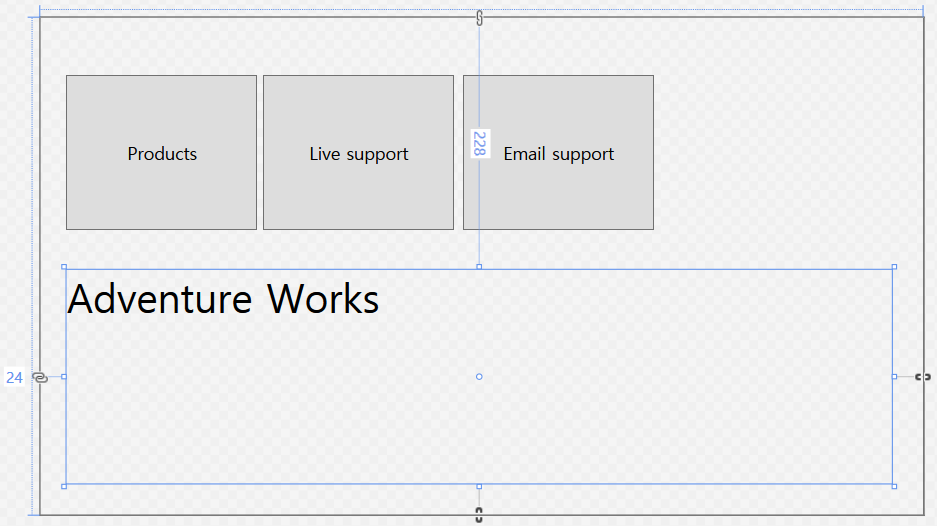 Products
Live support
Email support
228
Adventure Works
24